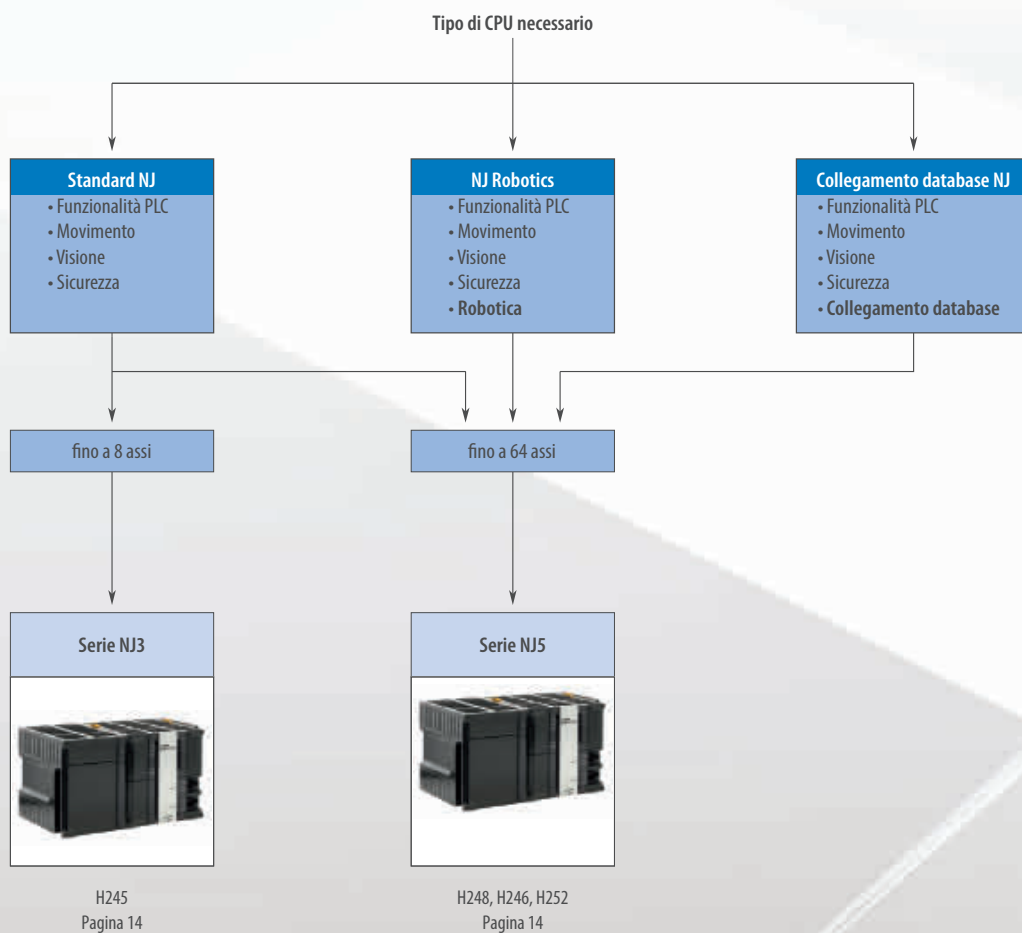 Tipo di CPU necessario
Standard NJ
• Funzionalità PLC
• Movimento
• Visione
• Sicurezza
NJ Robotics
• Funzionalità PLC
• Movimento
• Visione
• Sicurezza
• Robotica
Collegamento database NJ
• Funzionalità PLC
• Movimento
• Visione
• Sicurezza
• Collegamento database
fino a 8 assi
fino a 64 assi
Serie NJ3
Serie NJ5
H245
Pagina 14
H248, H246, H252
Pagina 14